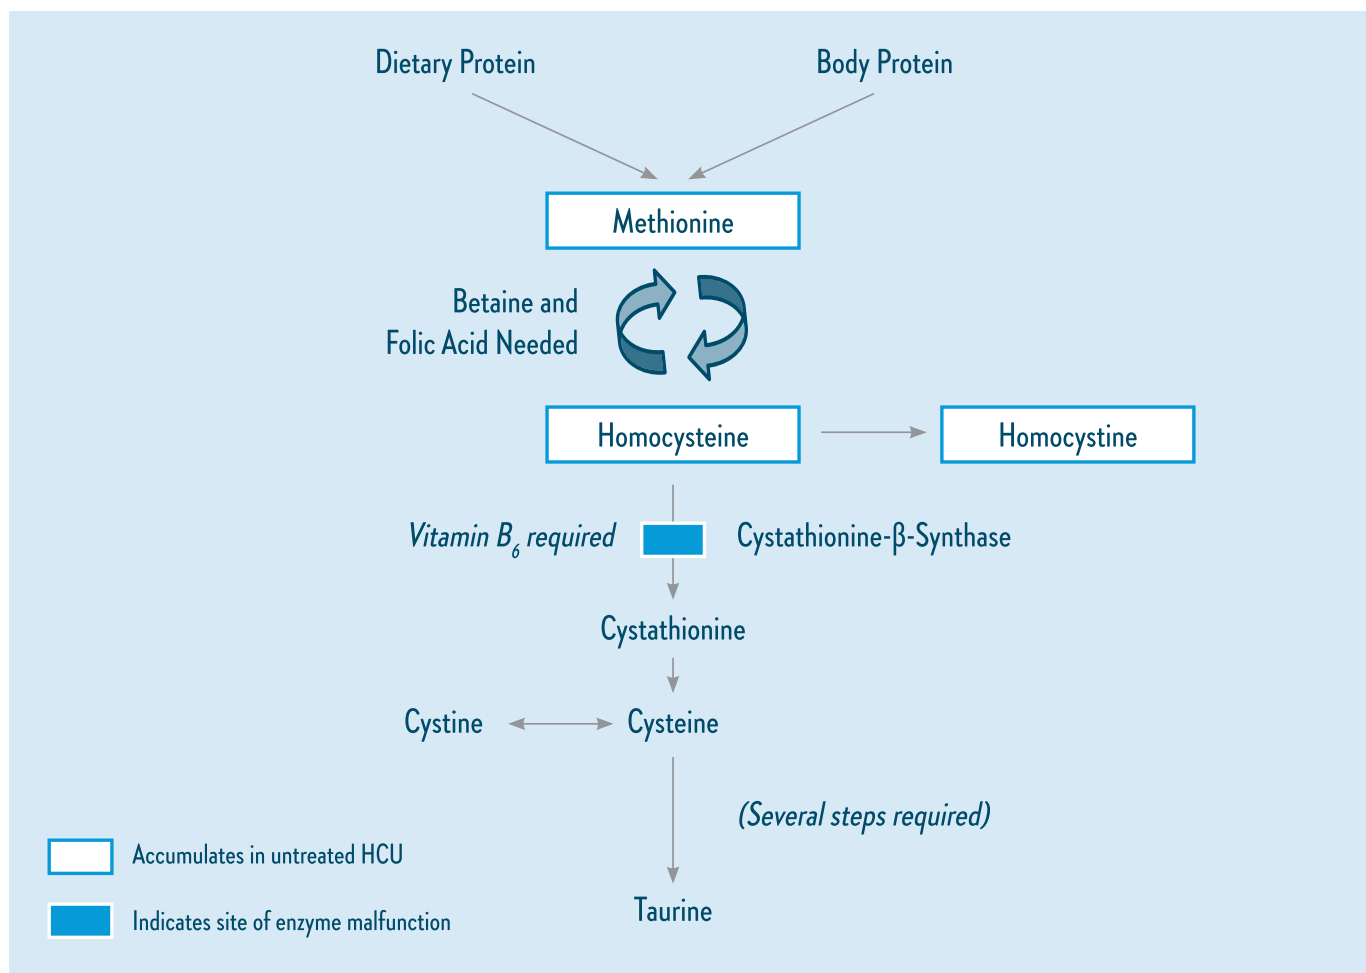 Dietary Protein
Body Protein
Methionine
Betaine and
Folic Acid Needed
Homocysteine
Homocystine
Vitamin B₆ required
Cystathionine-β-Synthase
Cystathionine
Cystine
Cysteine
(Several steps required)
Taurine
Accumulates in untreated HCU
Indicates site of enzyme malfunction